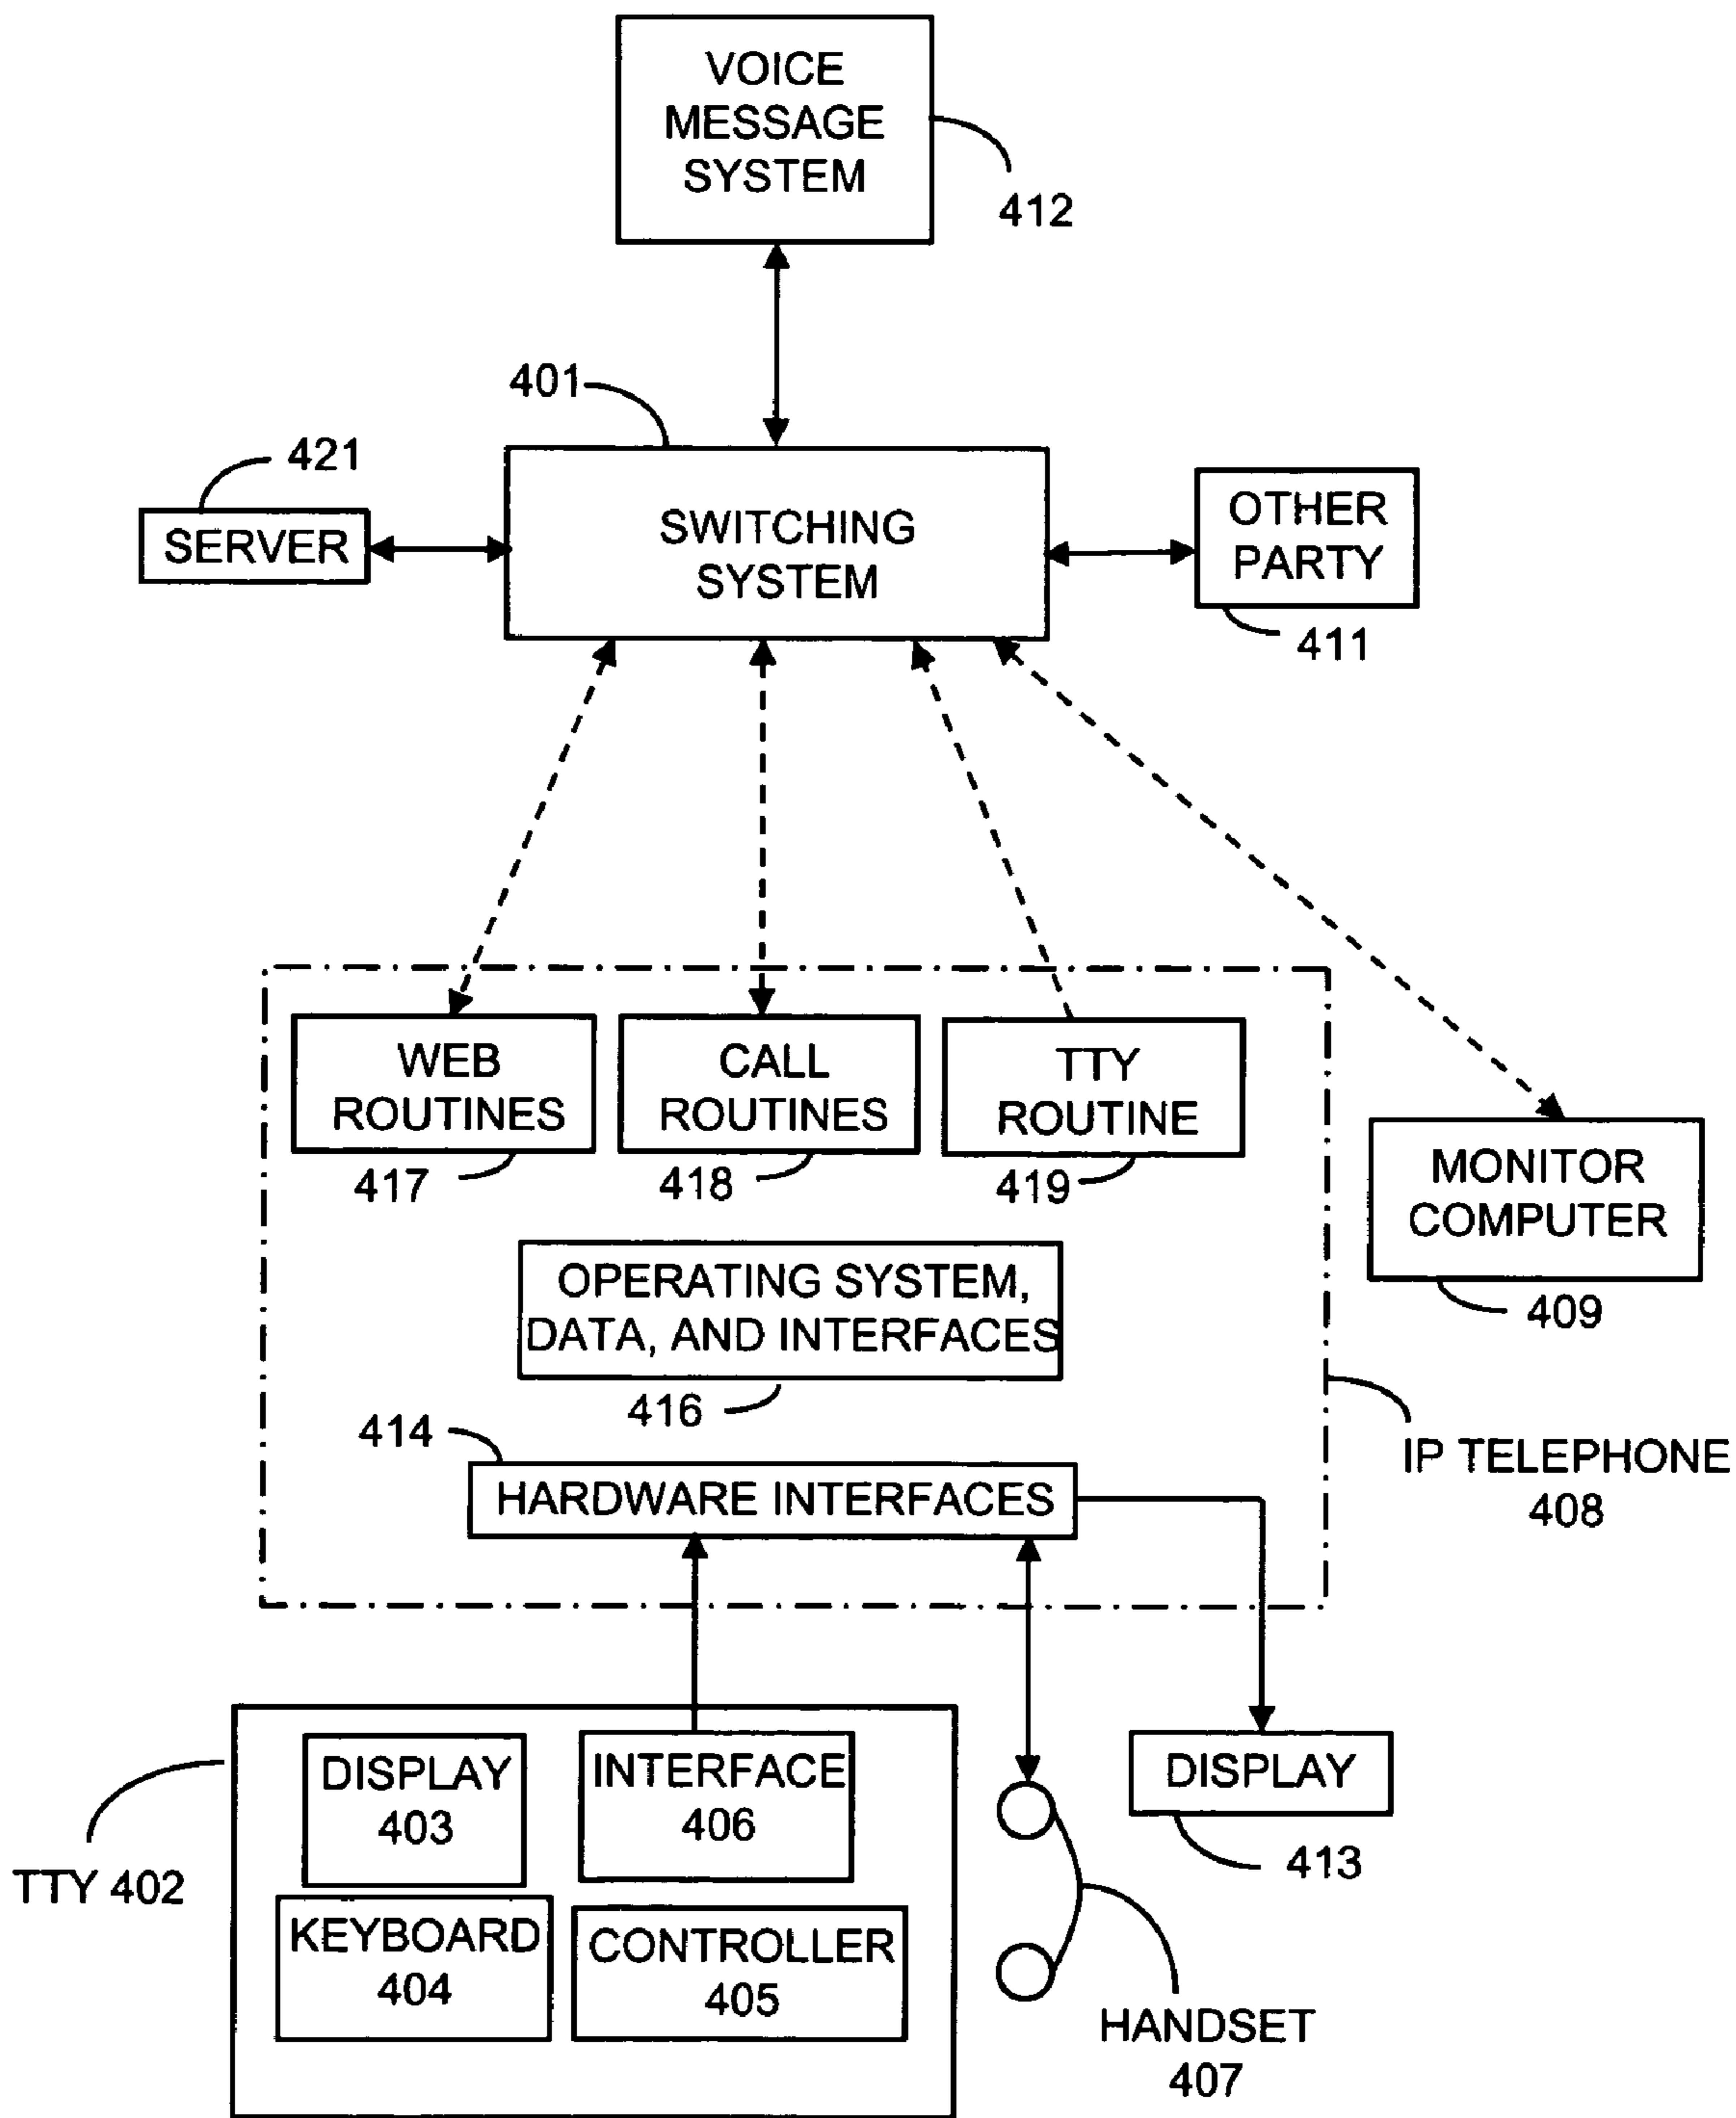 VOICE
MESSAGE
SYSTEM
412
401
421
SERVER
SWITCHING
SYSTEM
OTHER
PARTY
411
WEB
ROUTINES
417
CALL
ROUTINES
418
TTY
ROUTINE
419
MONITOR
COMPUTER
409
OPERATING SYSTEM,
DATA, AND INTERFACES
416
414
HARDWARE INTERFACES
IP TELEPHONE
408
TTY 402
DISPLAY
403
INTERFACE
406
KEYBOARD
404
CONTROLLER
405
DISPLAY
413
HANDSET
407